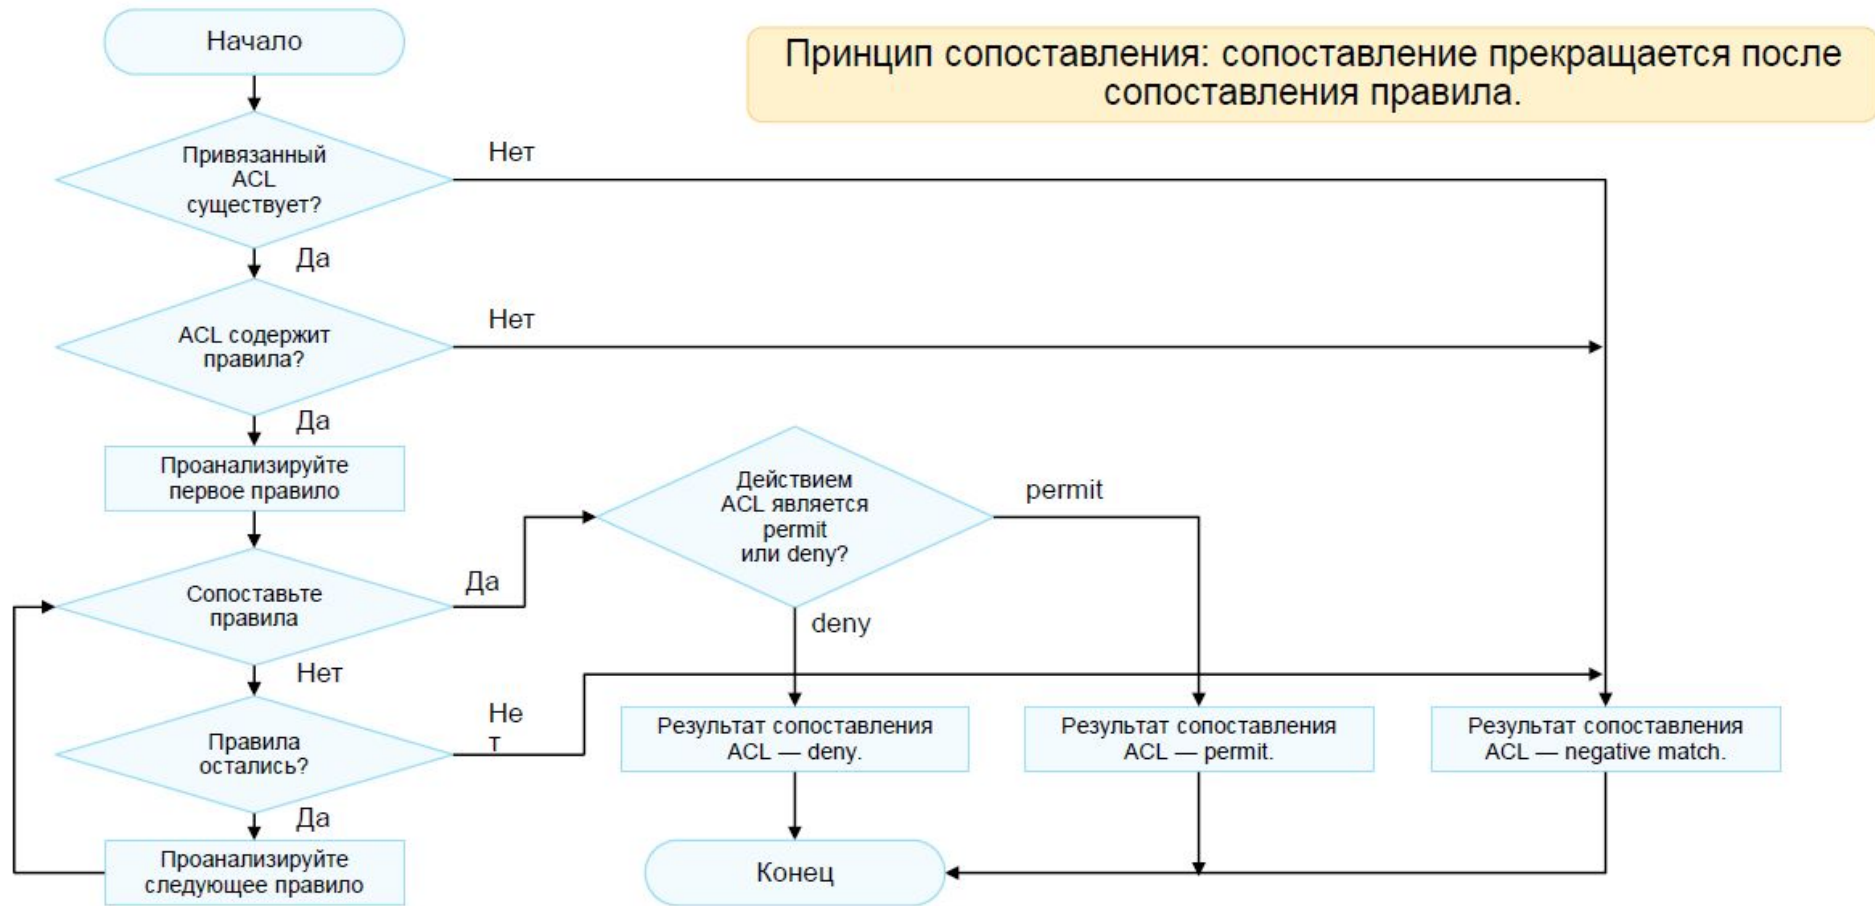 Начало
Принцип сопоставления: сопоставление прекращается после
сопоставления правила.
Привязанный
ACL
существует?
Нет
Да
ACL содержит
правила?
Нет
Да
Проанализируйте
первое правило
Действием
ACL является
permit
или deny?
permit
deny
Сопоставьте
правила
Да
Нет
Правила
остались?
Не
т
Да
Результат сопоставления
ACL — deny.
Результат сопоставления
ACL — permit.
Результат сопоставления
ACL — negative match.
Проанализируйте
следующее правило
Конец